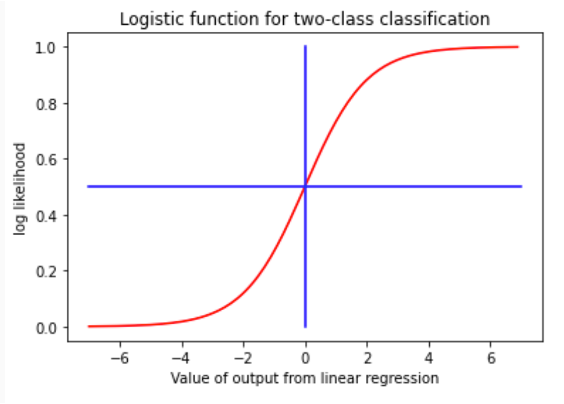 Logistic function for two-class classification
1.0
0.8
0.6
0.4
0.2
0.0
log likelihood
−6 −4 −2 0 2 4 6
Value of output from linear regression